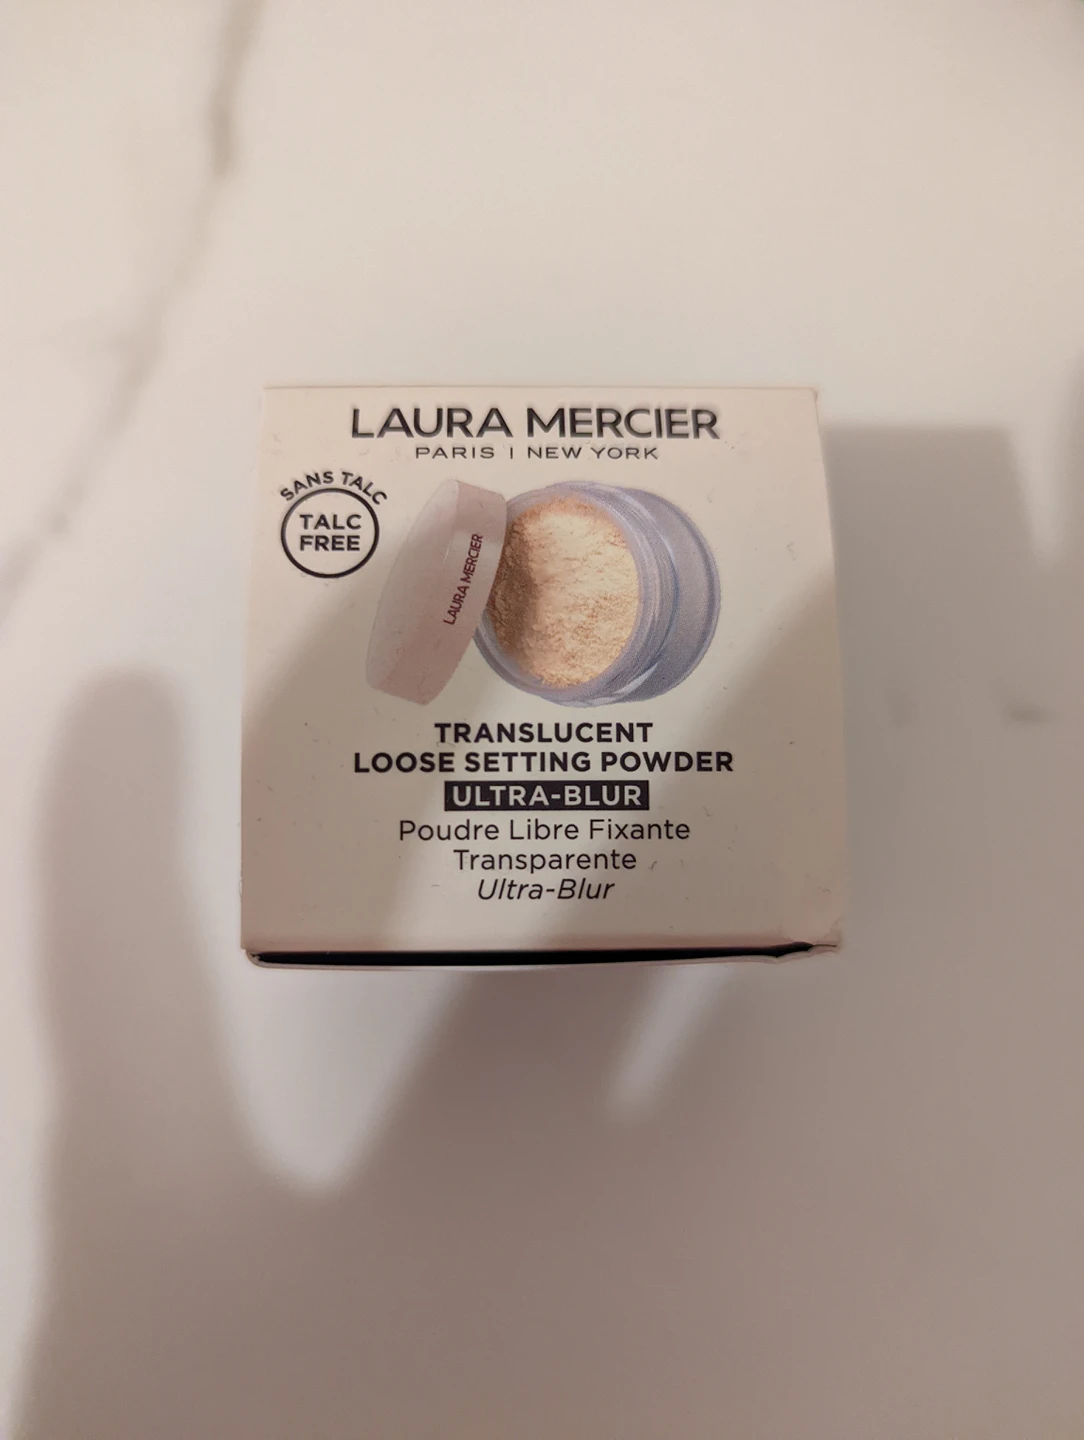 LAURA MERCIER
PARIS | NEW YORK
SANS TALC
TALC
FREE
LAURA MERCIER
TRANSLUCENT
LOOSE SETTING POWDER
ULTRA-BLUR
Poudre Libre Fixante
Transparente
Ultra-Blur